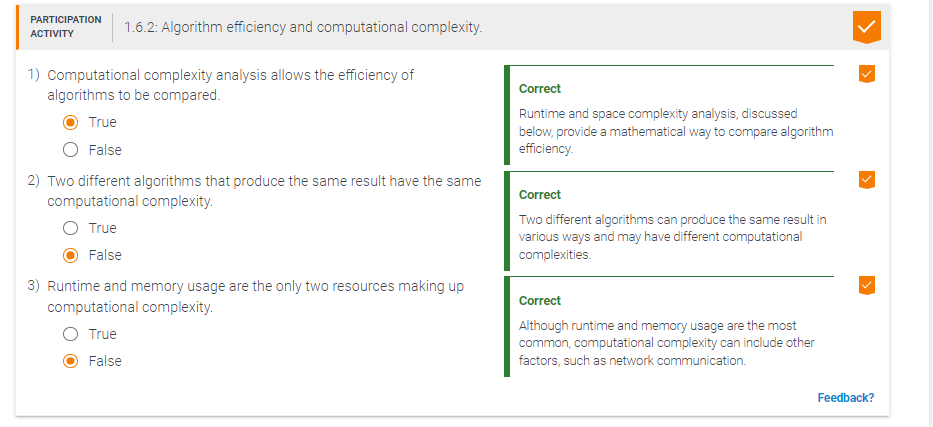 PARTICIPATION
ACTIVITY
1.6.2: Algorithm efficiency and computational complexity.
1) Computational complexity analysis allows the efficiency of
algorithms to be compared.
True
False
Correct
Runtime and space complexity analysis, discussed
below, provide a mathematical way to compare algorithm
efficiency.
2) Two different algorithms that produce the same result have the same
computational complexity.
True
False
Correct
Two different algorithms can produce the same result in
various ways and may have different computational
complexities.
3) Runtime and memory usage are the only two resources making up
computational complexity.
True
False
Correct
Although runtime and memory usage are the most
common, computational complexity can include other
factors, such as network communication.
Feedback?